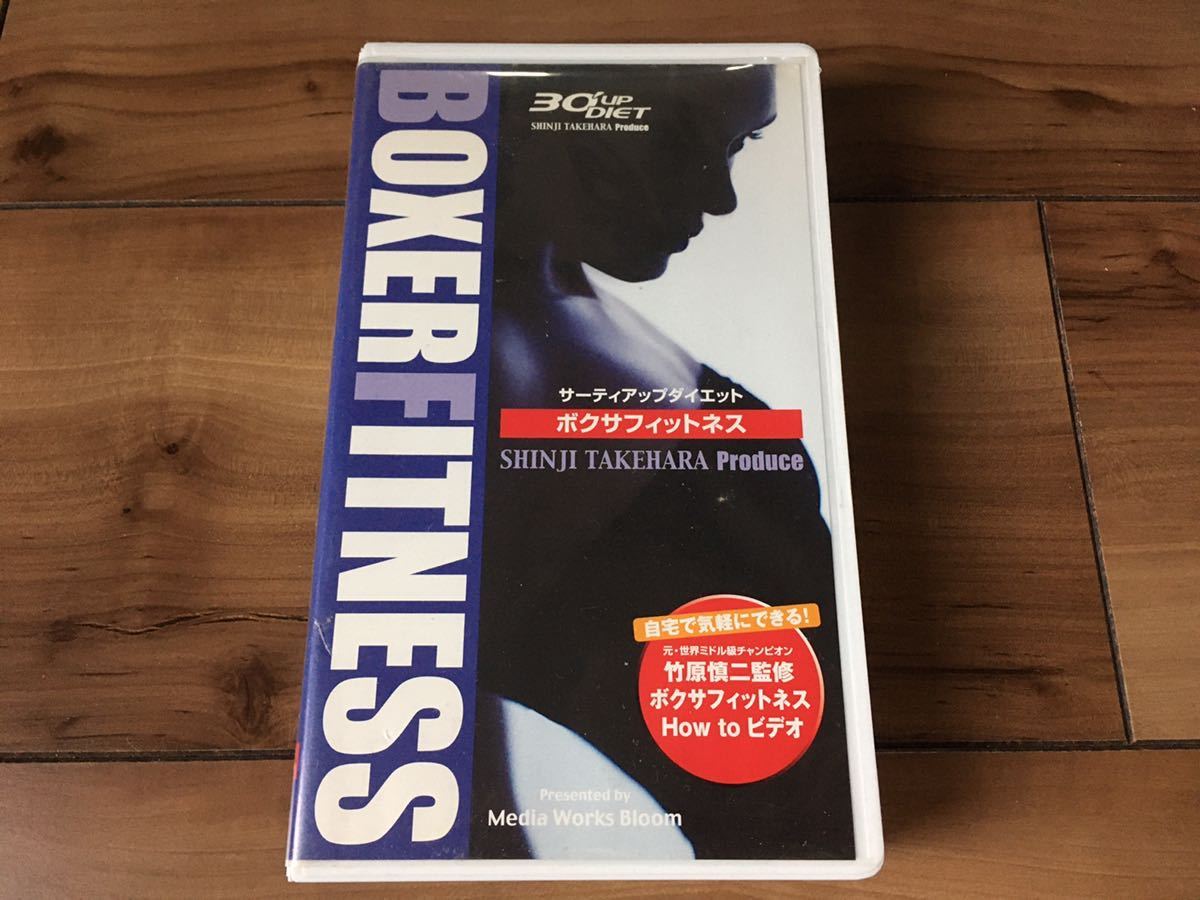 BOXERFITNESS
30'UP
DIET
SHINJI TAKEHARA Produce
サーティアップダイエット
ボクサフィットネス
SHINJI TAKEHARA Produce
自宅で気軽にできる!
元・世界ミドル級チャンピオン
竹原慎二監修
ボクサフィットネス
How to ビデオ
Presented by
Media Works Bloom